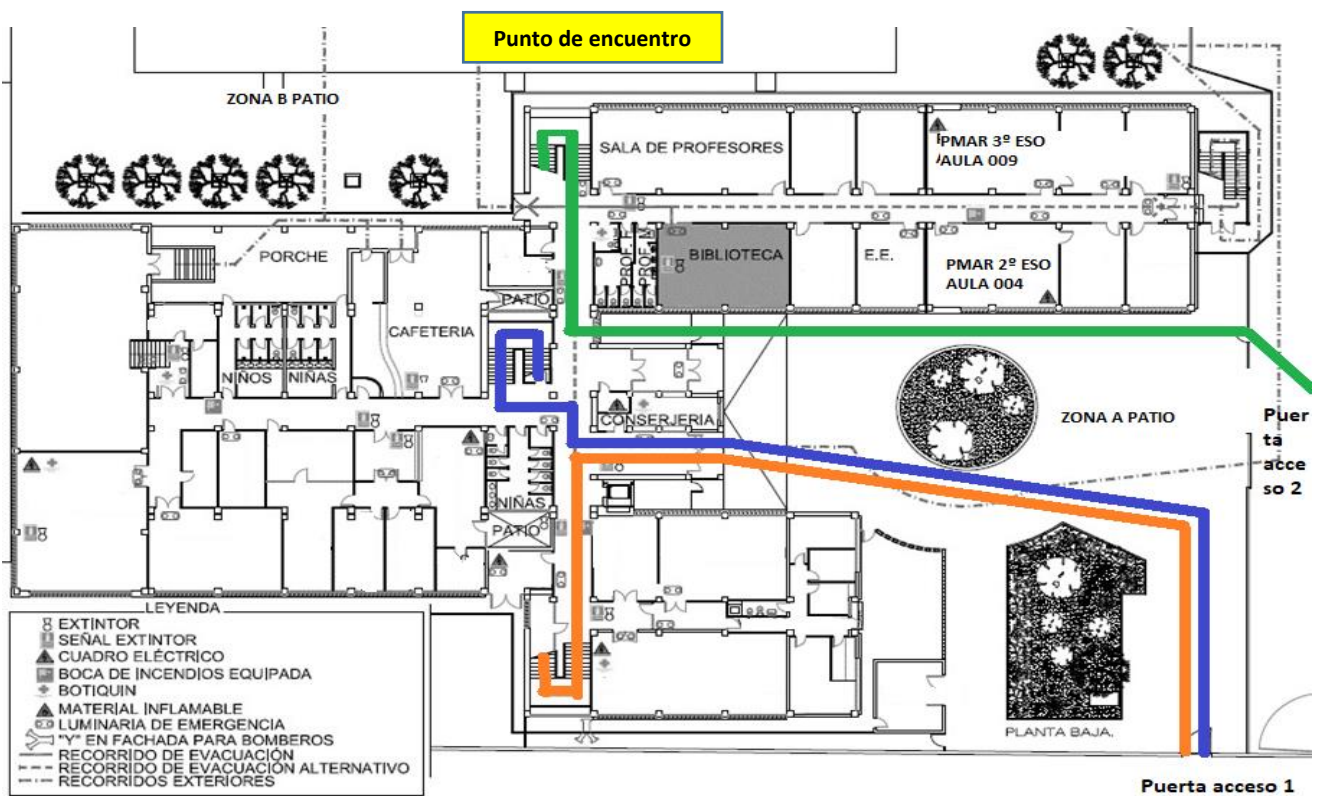 Punto de encuentro
ZONA B PATIO
SALA DE PROFESORES
PMAR 3º ESO
AULA 009
PORCHE
PROF.F
PROF.M
BIBLIOTECA
E.E.
PMAR 2º ESO
AULA 004
PATIO
CAFETERIA
NIÑOS
NIÑAS
CONSERJERIA
ZONA A PATIO
Puer
ta
acce
so 2
NIÑAS
PATIO
LEYENDA
EXTINTOR
SEÑAL EXTINTOR
CUADRO ELÉCTRICO
BOCA DE INCENDIOS EQUIPADA
BOTIQUIN
MATERIAL INFLAMABLE
LUMINARIA DE EMERGENCIA
"Y" EN FACHADA PARA BOMBEROS
RECORRIDO DE EVACUACIÓN
RECORRIDO DE EVACUACIÓN ALTERNATIVO
RECORRIDOS EXTERIORES
PLANTA BAJA.
Puerta acceso 1